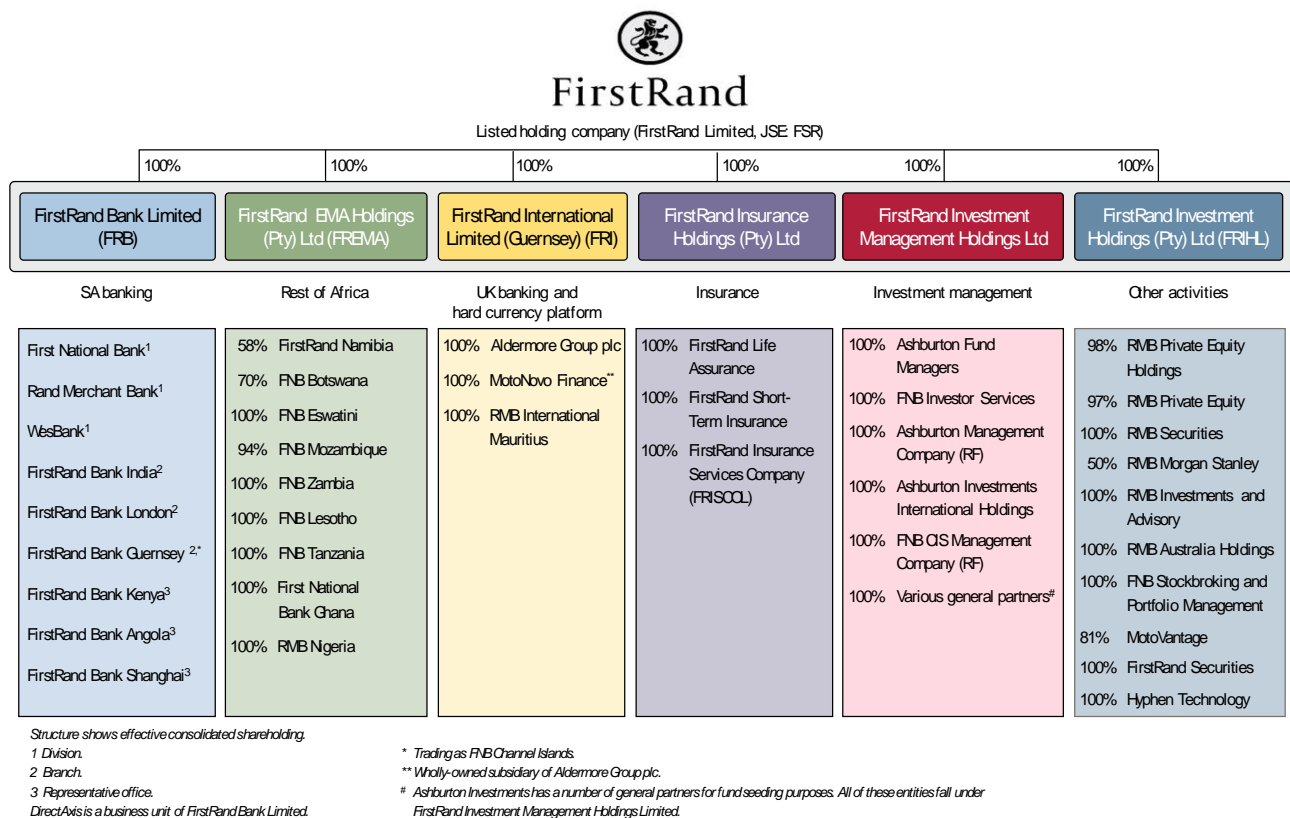 FirstRand
Listed holding company (FirstRand Limited, JSE: FSR)
100%
100%
100%
100%
100%
100%
FirstRand Bank Limited
(FRB)
FirstRand EMA Holdings
(Pty) Ltd (FREMA)
FirstRand International
Limited (Guernsey) (FRI)
FirstRand Insurance
Holdings (Pty) Ltd
FirstRand Investment
Management Holdings Ltd
FirstRand Investment
Holdings (Pty) Ltd (FRIHL)
SA banking
Rest of Africa
UK banking and
hard currency platform
Insurance
Investment management
Other activities
First National Bank¹
Rand Merchant Bank¹
WesBank¹
FirstRand Bank India²
FirstRand Bank London²
FirstRand Bank Guernsey ²,*
FirstRand Bank Kenya³
FirstRand Bank Angola³
FirstRand Bank Shanghai³
58% FirstRand Namibia
70% FNB Botswana
100% FNB Eswatini
94% FNB Mozambique
100% FNB Zambia
100% FNB Lesotho
100% FNB Tanzania
100% First National
Bank Ghana
100% RMB Nigeria
100% Aldermore Group plc
100% MotoNovo Finance**
100% RMB International
Mauritius
100% FirstRand Life
Assurance
100% FirstRand Short-
Term Insurance
100% FirstRand Insurance
Services Company
(FRISCOL)
100% Ashburton Fund
Managers
100% FNB Investor Services
100% Ashburton Management
Company (RF)
100% Ashburton Investments
International Holdings
100% FNB CIS Management
Company (RF)
100% Various general partners#
98% RMB Private Equity
Holdings
97% RMB Private Equity
100% RMB Securities
50% RMB Morgan Stanley
100% RMB Investments and
Advisory
100% RMB Australia Holdings
100% FNB Stockbroking and
Portfolio Management
81% MotoVantage
100% FirstRand Securities
100% Hyphen Technology
Structure shows effective consolidated shareholding.
1 Division.
2 Branch.
3 Representative office.
DirectAxis is a business unit of FirstRand Bank Limited.
* Trading as FNB Channel Islands.
** Wholly-owned subsidiary of Aldermore Group plc.
# Ashburton Investments has a number of general partners for fund seeding purposes. All of these entities fall under
FirstRand Investment Management Holdings Limited.